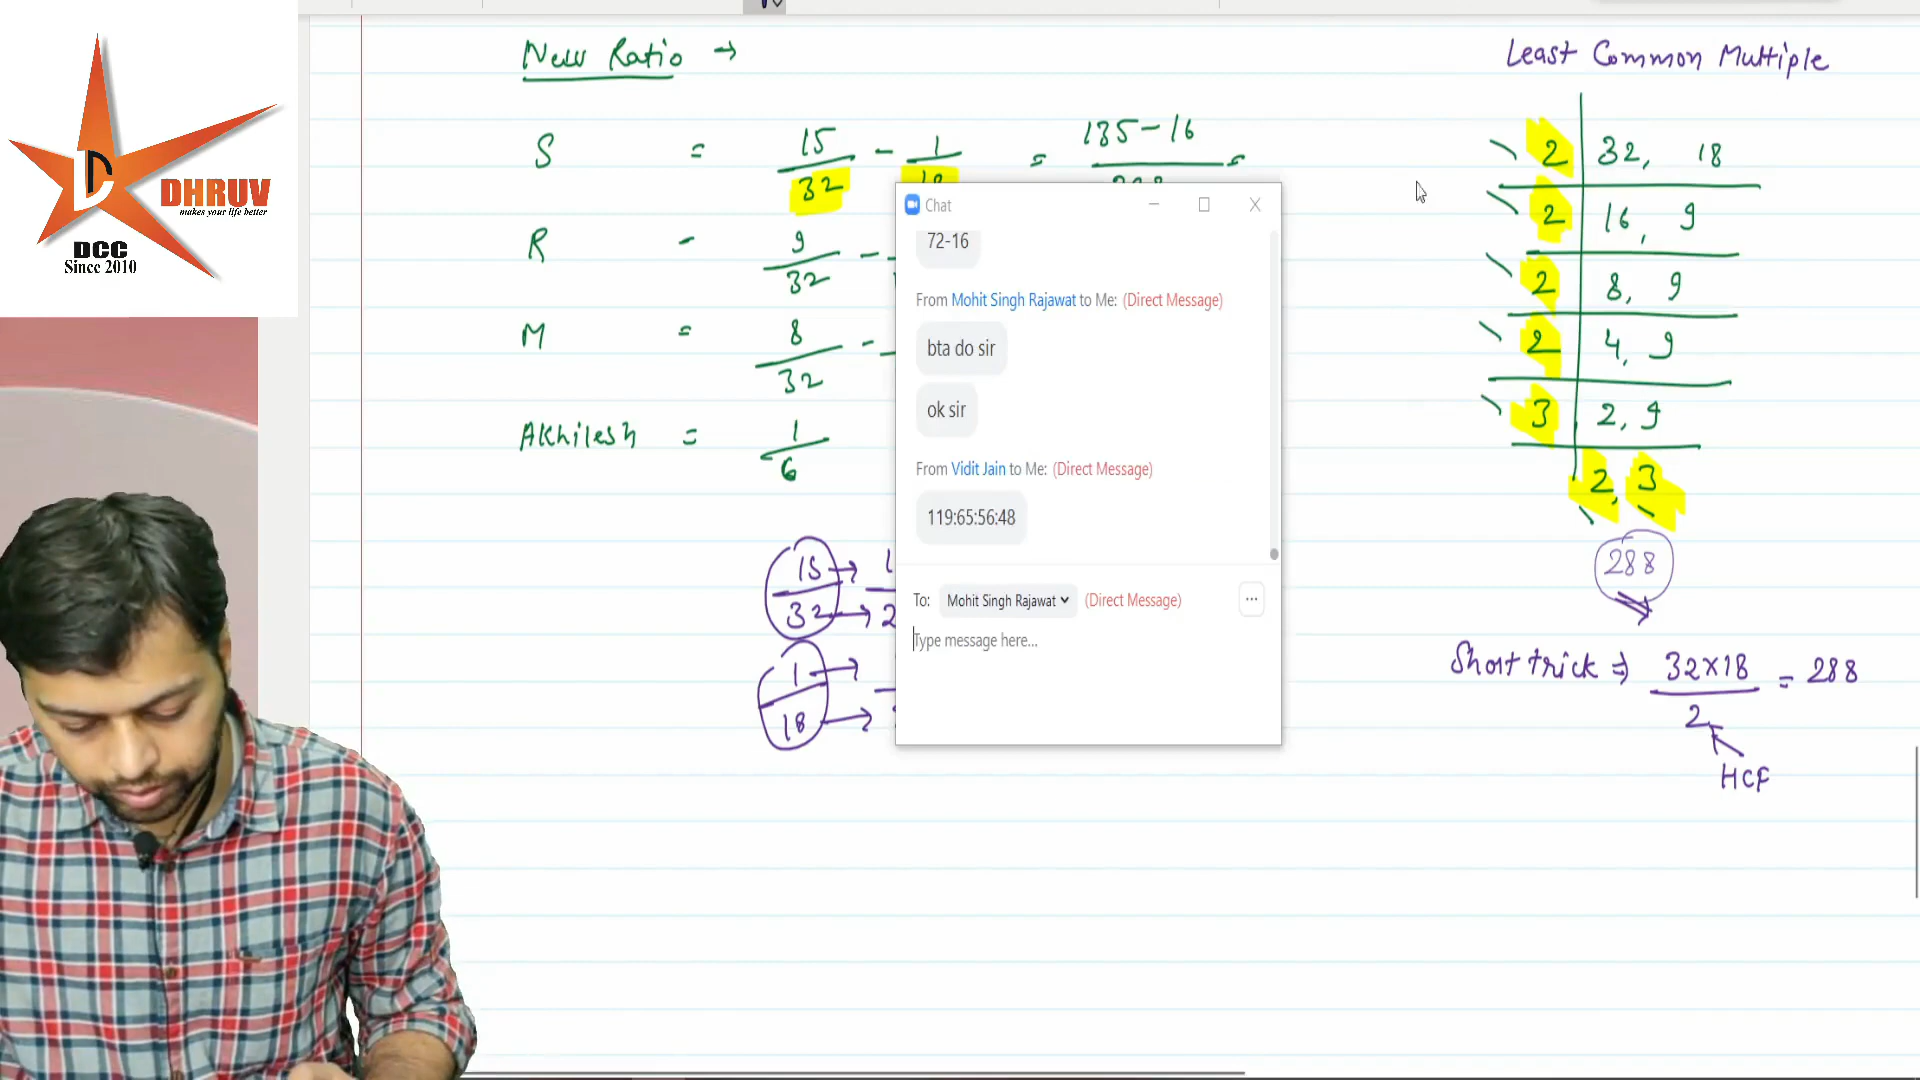 New Ratio →
Least Common Multiple
S = 15/32 - 1/18 = 135-16/288 =
R - 9/32 -
M = 8/32 -
Akhilesh = 1/6
15 →
32 → 2
1 →
18 →
2 | 32, 18
2 | 16, 9
2 | 8, 9
2 | 4, 9
3 | 2, 9
2, 3
288
Short trick ⇒ 32×18/2 = 288
HCF
D
DHRUV
makes your life better
DCC
Since 2010
Chat
72-16
From Mohit Singh Rajawat to Me: (Direct Message)
bta do sir
ok sir
From Vidit Jain to Me: (Direct Message)
119:65:56:48
To: Mohit Singh Rajawat (Direct Message)
...
Type message here...